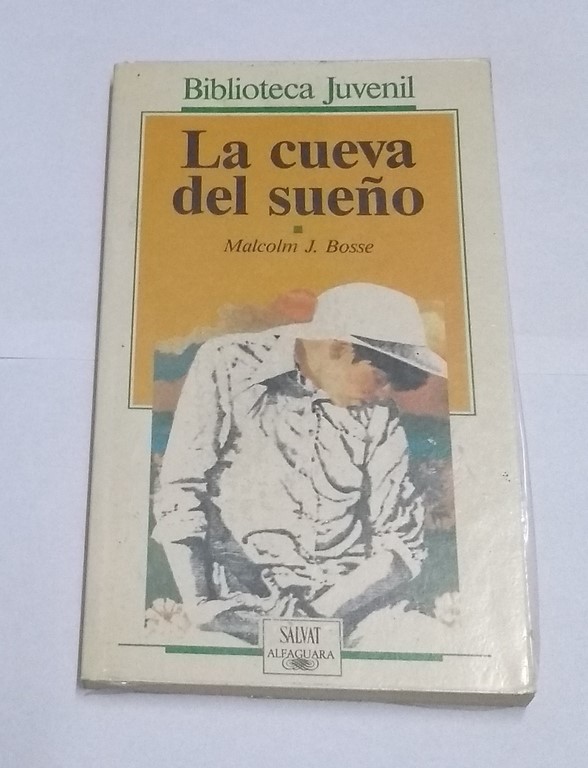 Biblioteca Juvenil
La cueva
del sueño
Malcolm J. Bosse
SALVAT
ALFAGUARA